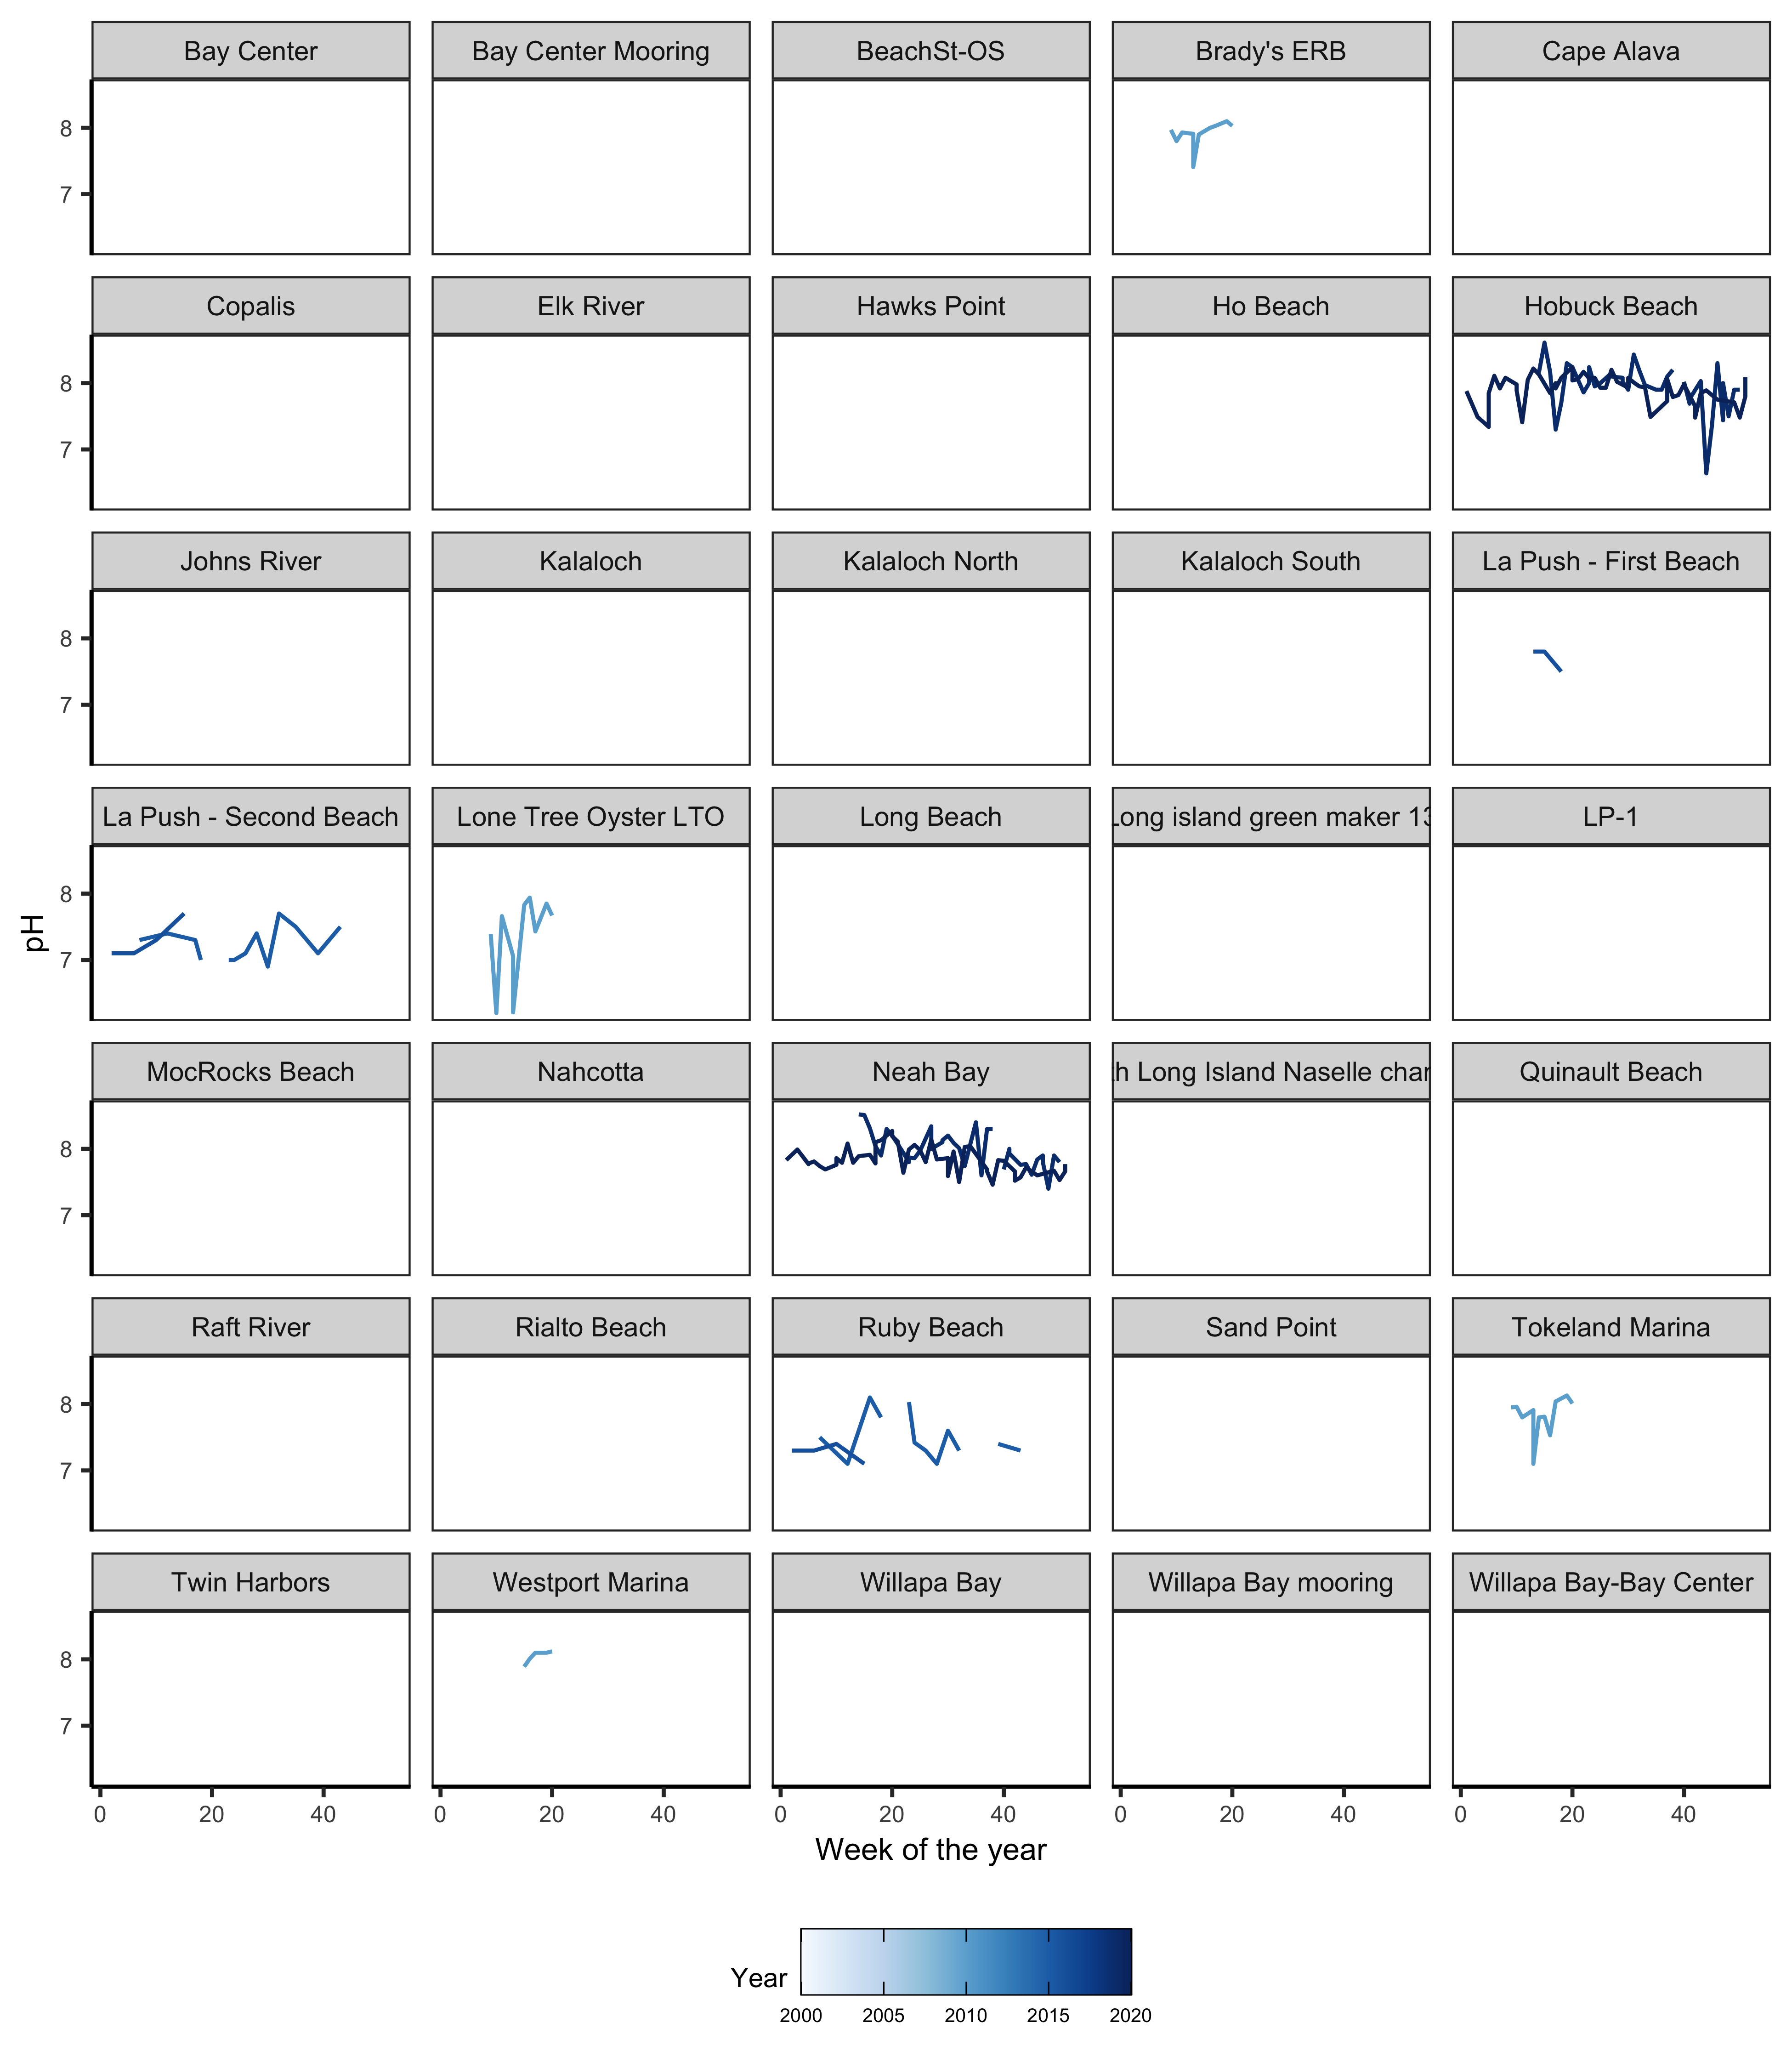 Bay Center Bay Center Mooring BeachSt-OS Brady's ERB Cape Alava
8
7
Copalis Elk River Hawks Point Ho Beach Hobuck Beach
8
7
Johns River Kalaloch Kalaloch North Kalaloch South La Push - First Beach
8
7
La Push - Second Beach Lone Tree Oyster LTO Long Beach Long island green maker 13 LP-1
8
7
pH
MocRocks Beach Nahcotta Neah Bay Long Island Naselle Quinault Beach
8
7
Raft River Rialto Beach Ruby Beach Sand Point Tokeland Marina
8
7
Twin Harbors Westport Marina Willapa Bay Willapa Bay mooring Willapa Bay-Bay Center
8
7
0 20 40 0 20 40 0 20 40 0 20 40 0 20 40
Week of the year
Year
2000 2005 2010 2015 2020